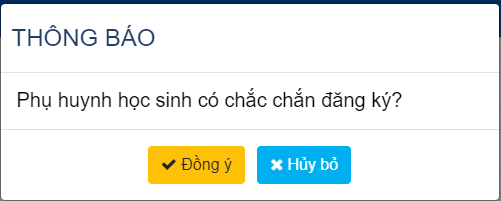 THÔNG BÁO
Phụ huynh học sinh có chắc chắn đăng ký?
Đồng ý
Hủy bỏ